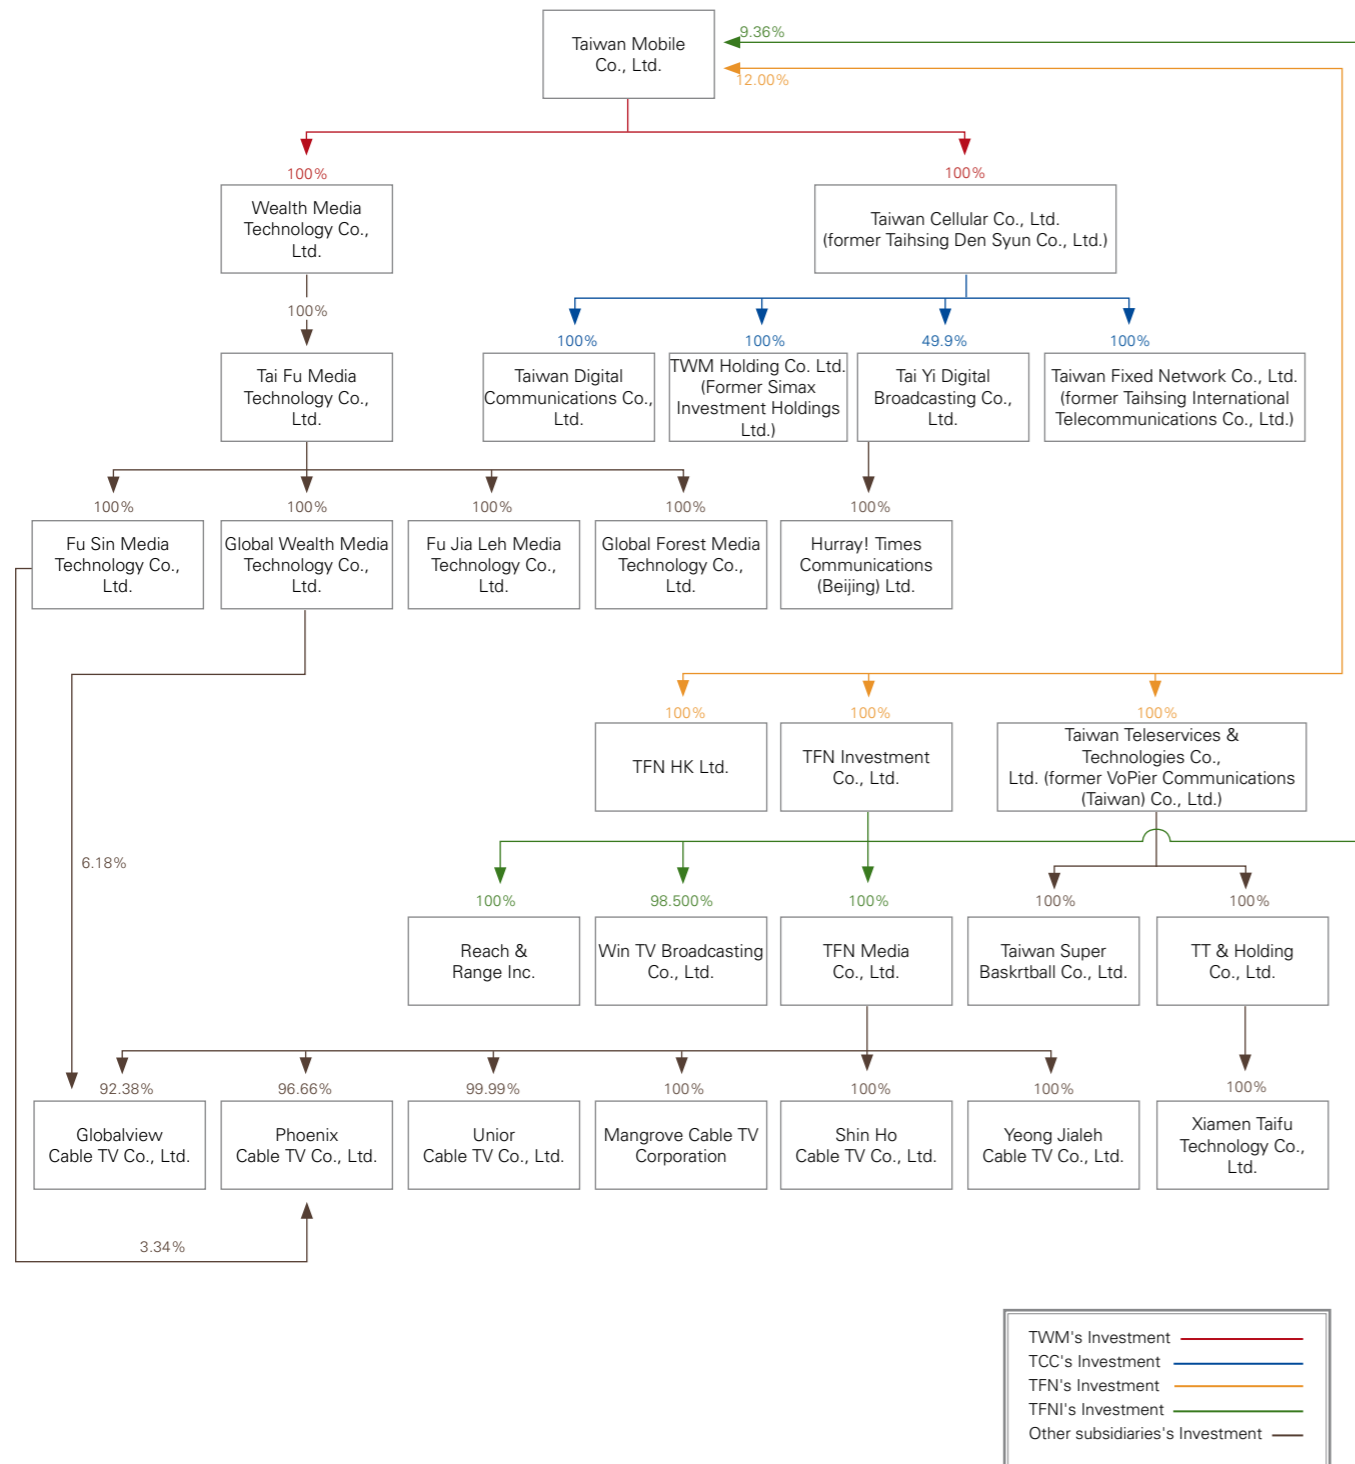 Taiwan Mobile
Co., Ltd.
9.36%
12.00%
100%
100%
Wealth Media
Technology Co.,
Ltd.
Taiwan Cellular Co., Ltd.
(former Taihsing Den Syun Co., Ltd.)
100%
100%
100%
49.9%
100%
Tai Fu Media
Technology Co.,
Ltd.
Taiwan Digital
Communications Co.,
Ltd.
TWM Holding Co. Ltd.
(Former Simax
Investment Holdings
Ltd.)
Tai Yi Digital
Broadcasting Co.,
Ltd.
Taiwan Fixed Network Co., Ltd.
(former Taihsing International
Telecommunications Co., Ltd.)
100%
100%
100%
100%
100%
Fu Sin Media
Technology Co.,
Ltd.
Global Wealth Media
Technology Co.,
Ltd.
Fu Jia Leh Media
Technology Co.,
Ltd.
Global Forest Media
Technology Co.,
Ltd.
Hurray! Times
Communications
(Beijing) Ltd.
100%
100%
100%
TFN HK Ltd.
TFN Investment
Co., Ltd.
Taiwan Teleservices &
Technologies Co.,
Ltd. (former VoPier Communications
(Taiwan) Co., Ltd.)
6.18%
100%
98.500%
100%
100%
100%
Reach &
Range Inc.
Win TV Broadcasting
Co., Ltd.
TFN Media
Co., Ltd.
Taiwan Super
Baskrtball Co., Ltd.
TT & Holding
Co., Ltd.
92.38%
96.66%
99.99%
100%
100%
100%
100%
Globalview
Cable TV Co., Ltd.
Phoenix
Cable TV Co., Ltd.
Unior
Cable TV Co., Ltd.
Mangrove Cable TV
Corporation
Shin Ho
Cable TV Co., Ltd.
Yeong Jialeh
Cable TV Co., Ltd.
Xiamen Taifu
Technology Co.,
Ltd.
3.34%
TWM's Investment
TCC's Investment
TFN's Investment
TFNI's Investment
Other subsidiaries's Investment